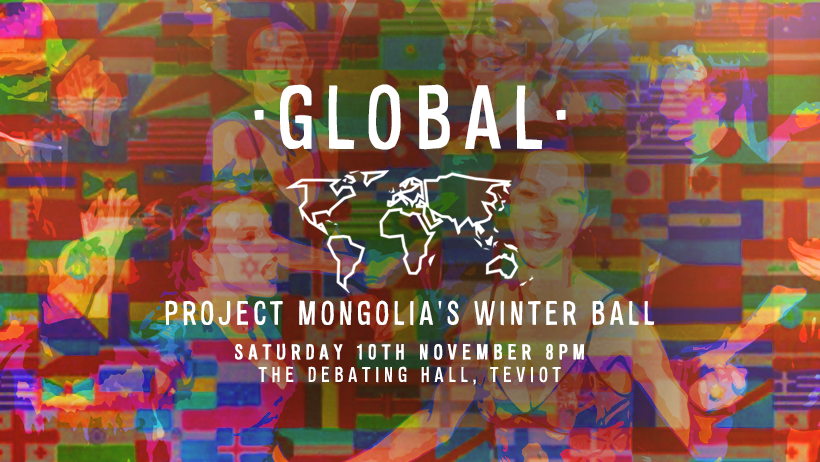 ·GLOBAL·
PROJECT MONGOLIA'S WINTER BALL
SATURDAY 10TH NOVEMBER 8PM
THE DEBATING HALL, TEVIOT